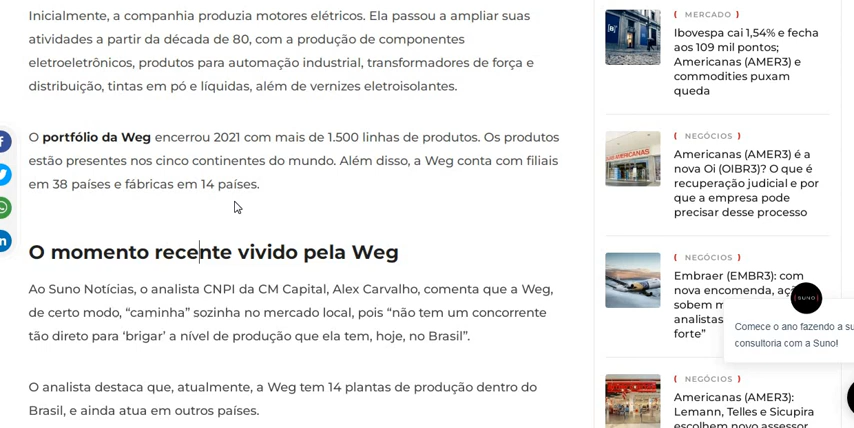 Inicialmente, a companhia produzia motores elétricos. Ela passou a ampliar suas
atividades a partir da década de 80, com a produção de componentes
eletroeletrônicos, produtos para automação industrial, transformadores de força e
distribuição, tintas em pó e líquidas, além de vernizes eletroisolantes.
O portfólio da Weg encerrou 2021 com mais de 1.500 linhas de produtos. Os produtos
estão presentes nos cinco continentes do mundo. Além disso, a Weg conta com filiais
em 38 países e fábricas em 14 países.
O momento recente vivido pela Weg
Ao Suno Notícias, o analista CNPI da CM Capital, Alex Carvalho, comenta que a Weg,
de certo modo, “caminha” sozinha no mercado local, pois “não tem um concorrente
tão direto para ‘brigar’ a nível de produção que ela tem, hoje, no Brasil”.
O analista destaca que, atualmente, a Weg tem 14 plantas de produção dentro do
Brasil, e ainda atua em outros países.
( MERCADO )
Ibovespa cai 1,54% e fecha
aos 109 mil pontos;
Americanas (AMER3) e
commodities puxam
queda
( NEGÓCIOS )
Americanas (AMER3) é a
nova Oi (OIBR3)? O que é
recuperação judicial e por
que a empresa pode
precisar desse processo
( NEGÓCIOS )
Embraer (EMBR3): com
nova encomenda,
sobem
analistas
forte”
(SUNO)
Comece o ano fazendo a
consultoria com a Suno!
( NEGÓCIOS )
Americanas (AMER3):
Lemann, Telles e Sicupira
escolhem novo assessor